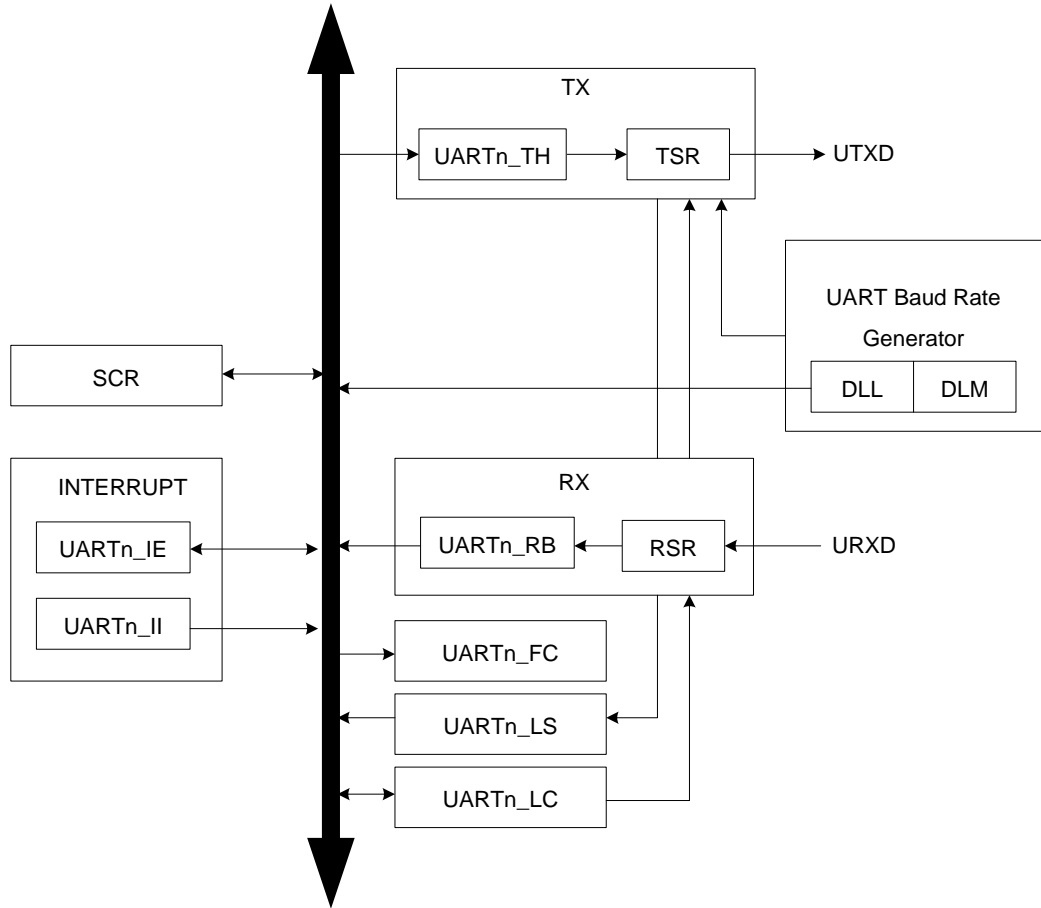 TX
UARTn_TH
TSR
UTXD
UART Baud Rate
Generator
DLL
DLM
SCR
INTERRUPT
UARTn_IE
UARTn_II
RX
UARTn_RB
RSR
URXD
UARTn_FC
UARTn_LS
UARTn_LC